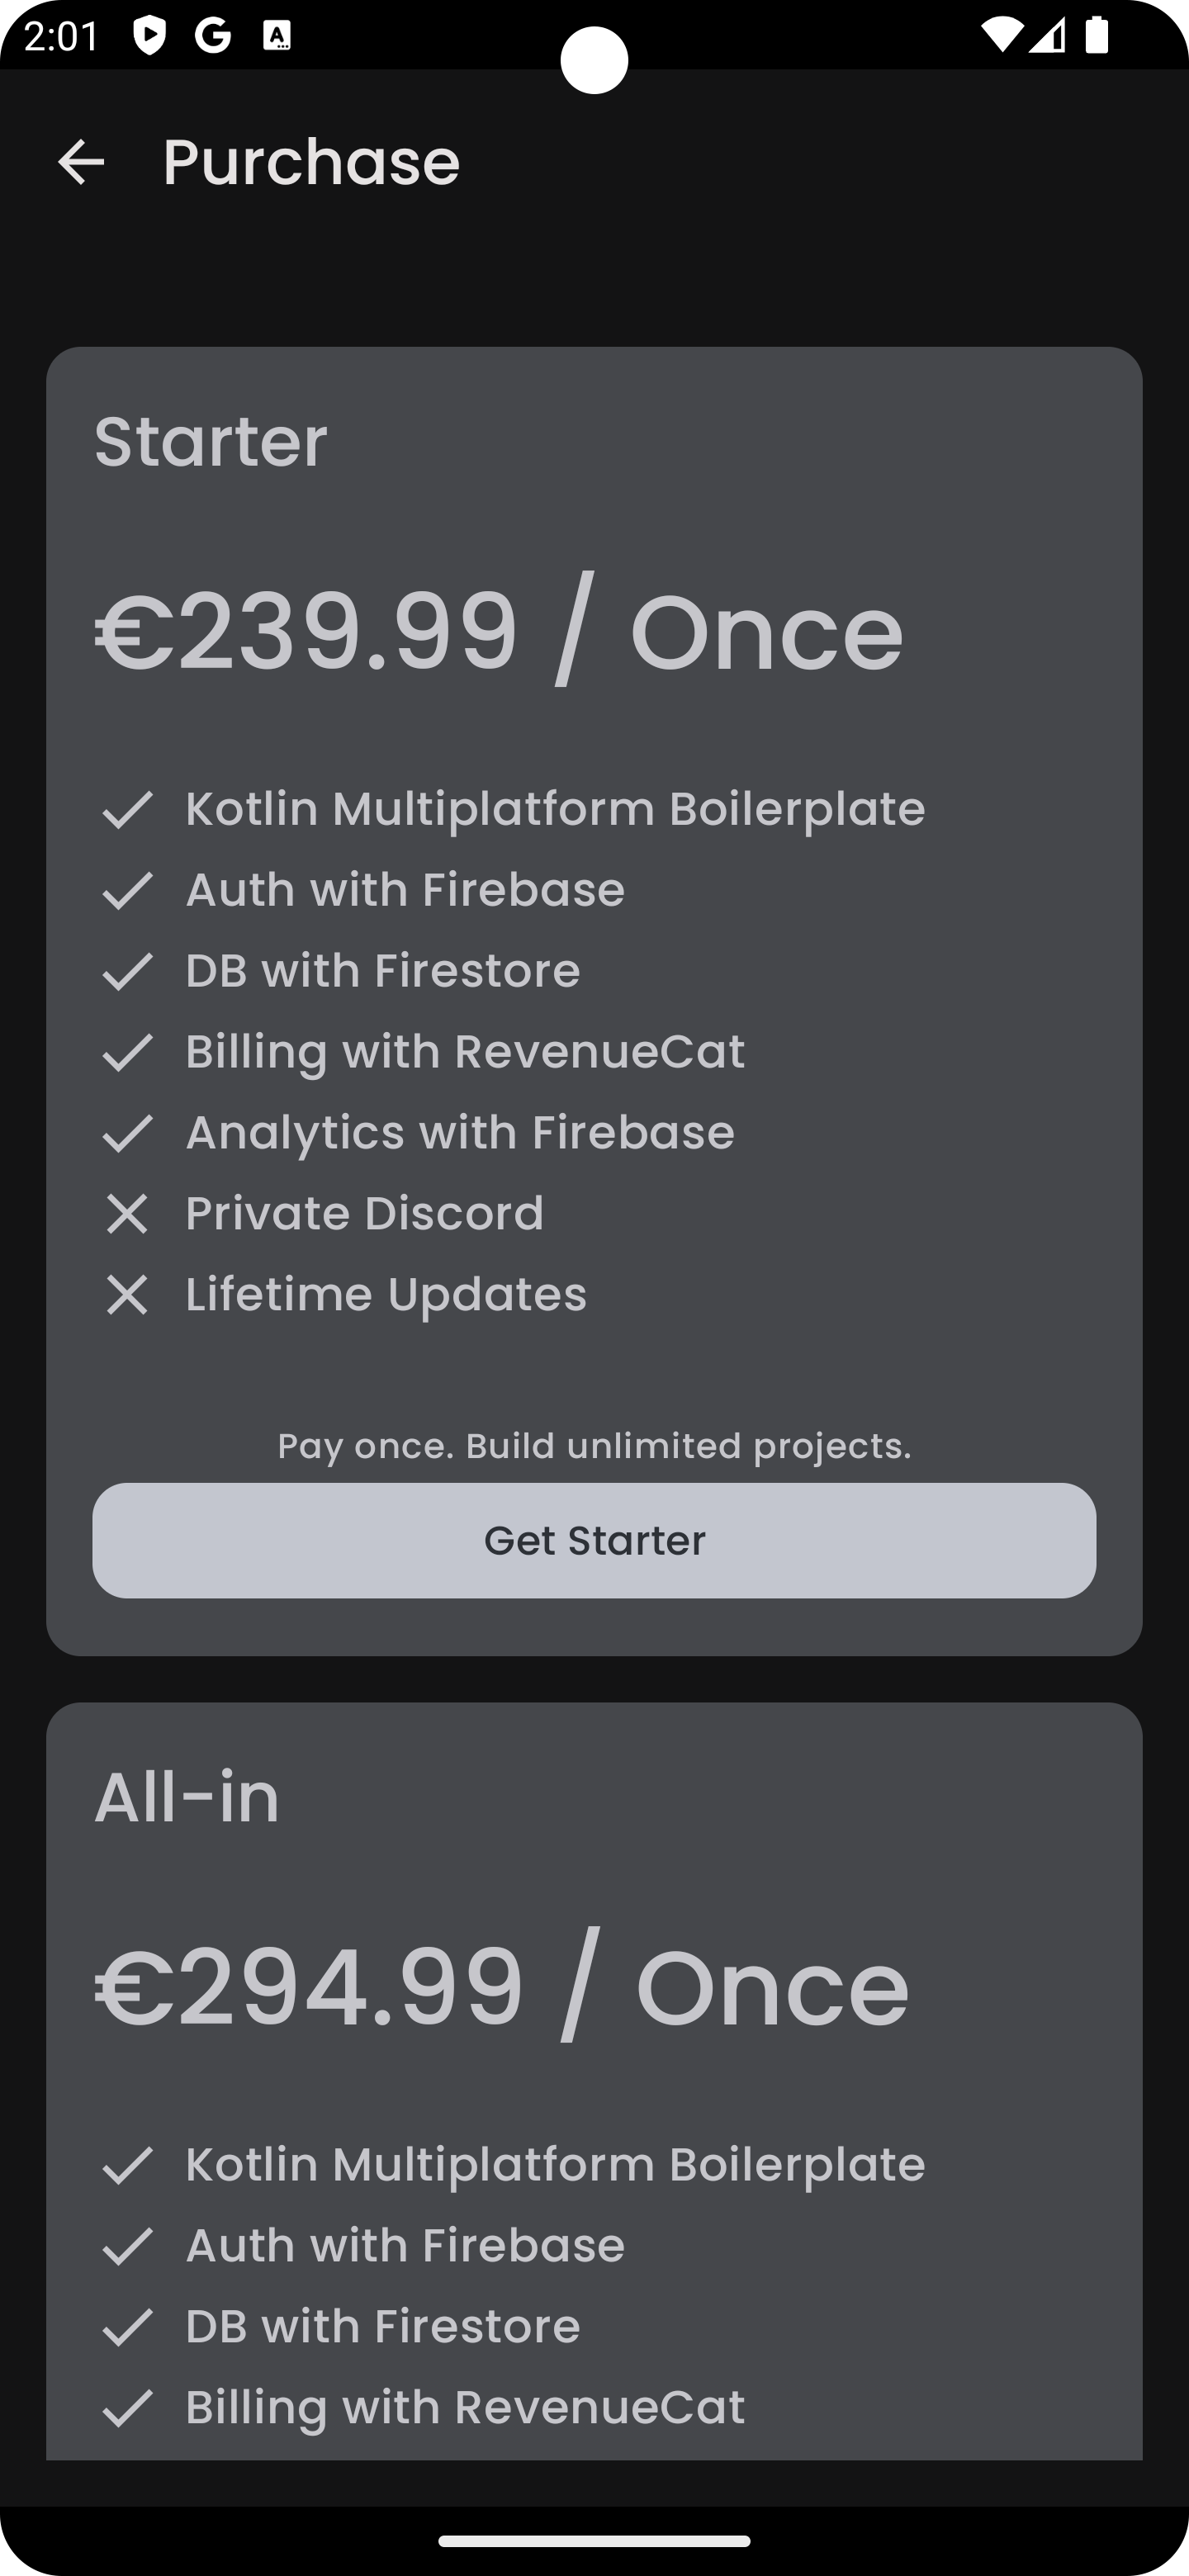 2:01
Purchase
Starter
€239.99 / Once
Kotlin Multiplatform Boilerplate
Auth with Firebase
DB with Firestore
Billing with RevenueCat
Analytics with Firebase
Private Discord
Lifetime Updates
Pay once. Build unlimited projects.
Get Starter
All-in
€294.99 / Once
Kotlin Multiplatform Boilerplate
Auth with Firebase
DB with Firestore
Billing with RevenueCat